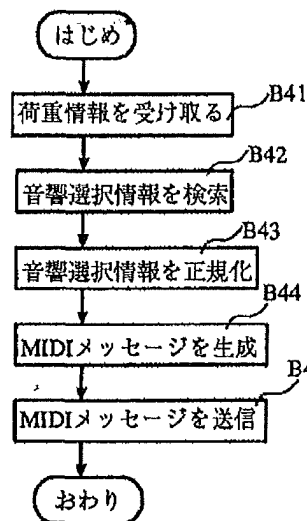 はじめ
荷重情報を受け取る
B41
音響選択情報を検索
B42
音響選択情報を正規化
B43
MIDIメッセージを生成
B44
MIDIメッセージを送信
おわり